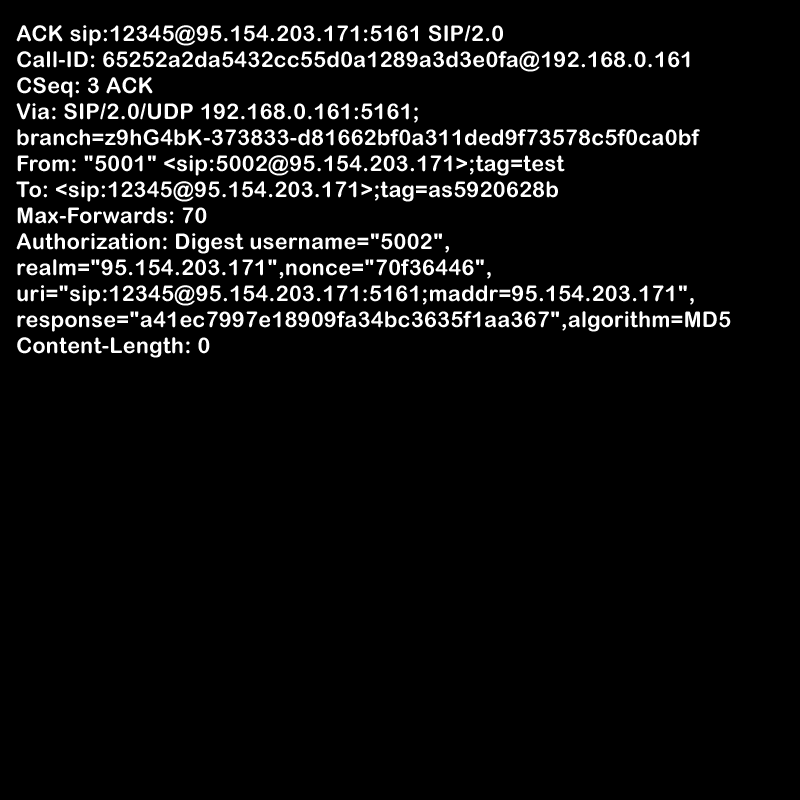 ACK sip:12345@95.154.203.171:5161 SIP/2.0
Call-ID: 65252a2da5432cc55d0a1289a3d3e0fa@192.168.0.161
CSeq: 3 ACK
Via: SIP/2.0/UDP 192.168.0.161:5161;
branch=z9hG4bK-373833-d81662bf0a311ded9f73578c5f0ca0bf
From: "5001" <sip:5002@95.154.203.171>;tag=test
To: <sip:12345@95.154.203.171>;tag=as5920628b
Max-Forwards: 70
Authorization: Digest username="5002",
realm="95.154.203.171",nonce="70f36446",
uri="sip:12345@95.154.203.171:5161;maddr=95.154.203.171",
response="a41ec7997e18909fa34bc3635f1aa367",algorithm=MD5
Content-Length: 0